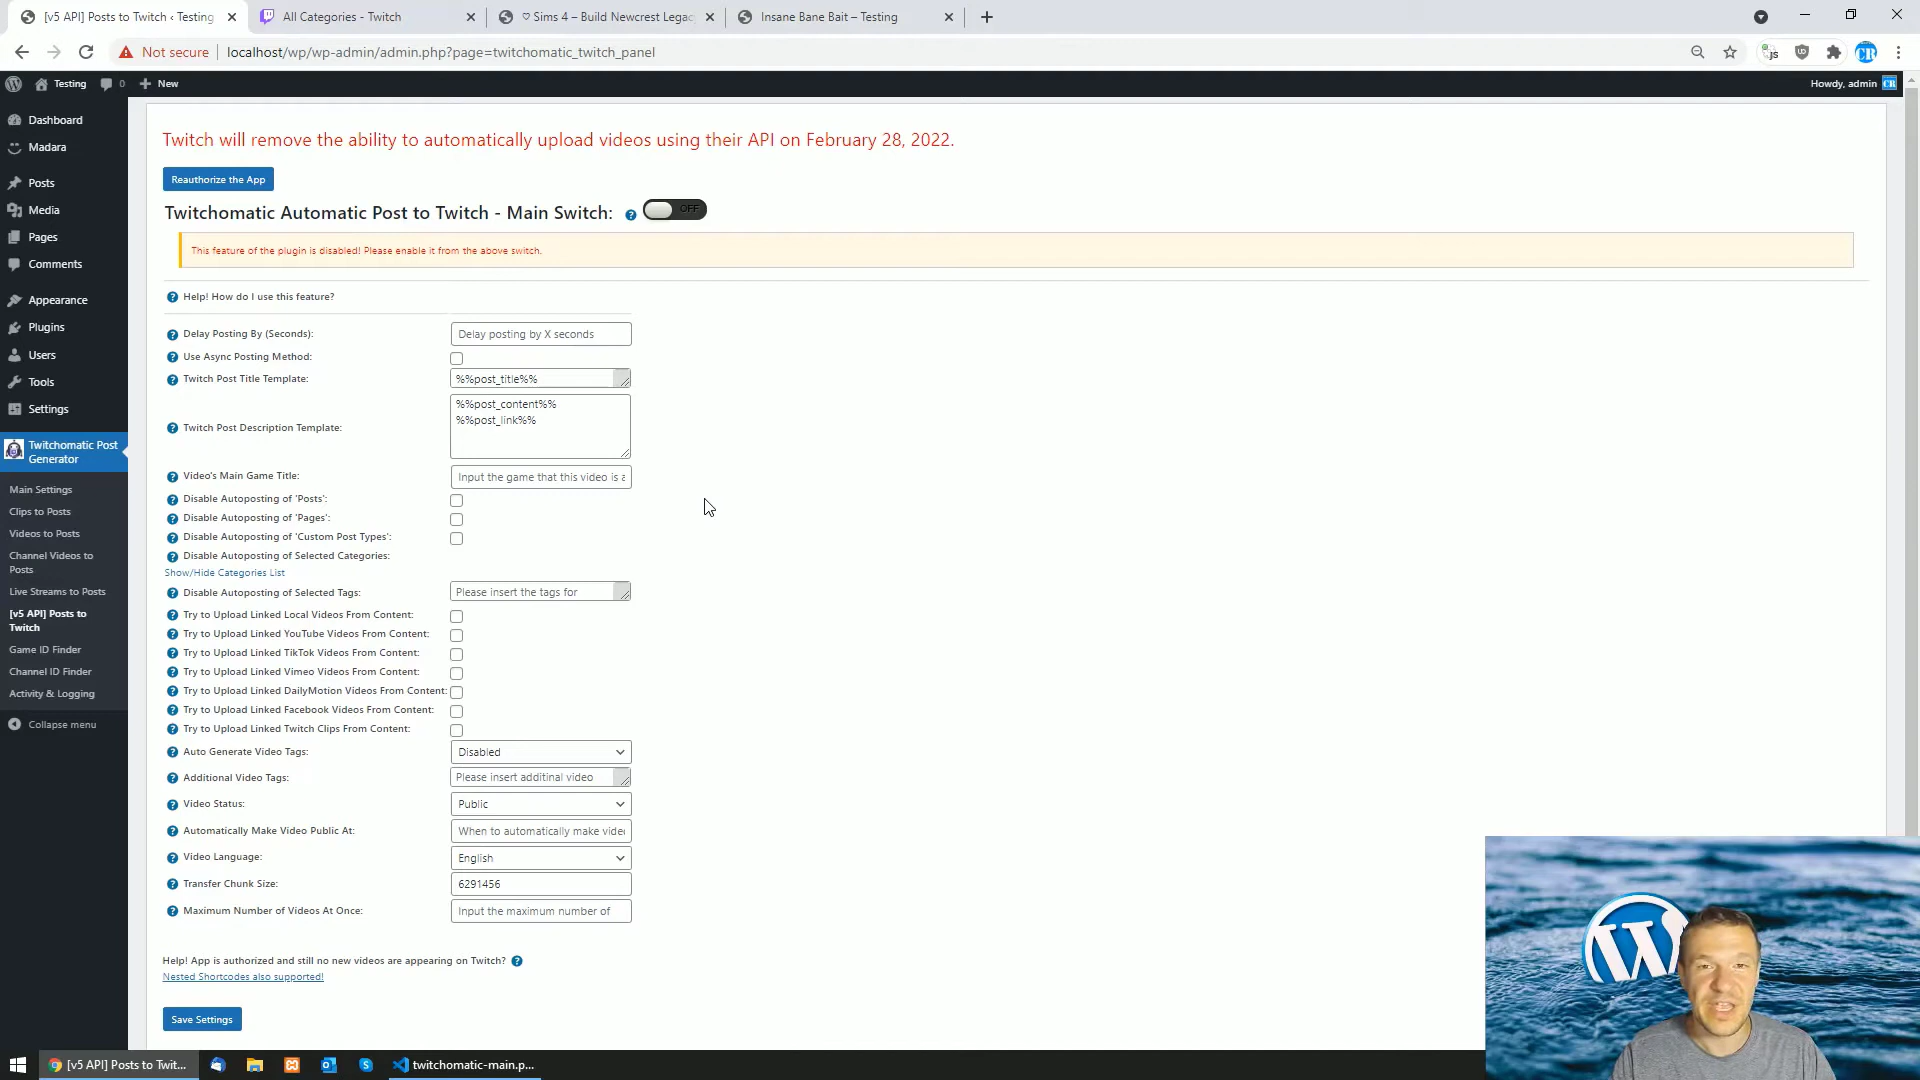 [v5 API] Posts to Twitch ‹ Testing
All Categories - Twitch
♡ Sims 4 – Build Newcrest Legac
Insane Bane Bait – Testing
Not secure
localhost/wp/wp-admin/admin.php?page=twitchomatic_twitch_panel
Testing
0
New
Howdy, admin
CR
Dashboard
Madara
Posts
Media
Pages
Comments
Appearance
Plugins
Users
Tools
Settings
Twitchomatic Post
Generator
Main Settings
Clips to Posts
Videos to Posts
Channel Videos to
Posts
Live Streams to Posts
[v5 API] Posts to
Twitch
Game ID Finder
Channel ID Finder
Activity & Logging
Collapse menu
Twitch will remove the ability to automatically upload videos using their API on February 28, 2022.
Reauthorize the App
Twitchomatic Automatic Post to Twitch - Main Switch:
OFF
This feature of the plugin is disabled! Please enable it from the above switch.
Help! How do I use this feature?
Delay Posting By (Seconds):
Delay posting by X seconds
Use Async Posting Method:
Twitch Post Title Template:
%%post_title%%
Twitch Post Description Template:
%%post_content%%
%%post_link%%
Video's Main Game Title:
Input the game that this video is a
Disable Autoposting of 'Posts':
Disable Autoposting of 'Pages':
Disable Autoposting of 'Custom Post Types':
Disable Autoposting of Selected Categories:
Show/Hide Categories List
Disable Autoposting of Selected Tags:
Please insert the tags for
Try to Upload Linked Local Videos From Content:
Try to Upload Linked YouTube Videos From Content:
Try to Upload Linked TikTok Videos From Content:
Try to Upload Linked Vimeo Videos From Content:
Try to Upload Linked DailyMotion Videos From Content:
Try to Upload Linked Facebook Videos From Content:
Try to Upload Linked Twitch Clips From Content:
Auto Generate Video Tags:
Disabled
Additional Video Tags:
Please insert additinal video
Video Status:
Public
Automatically Make Video Public At:
When to automatically make vide
Video Language:
English
Transfer Chunk Size:
6291456
Maximum Number of Videos At Once:
Input the maximum number of
Help! App is authorized and still no new videos are appearing on Twitch?
Nested Shortcodes also supported!
Save Settings
[v5 API] Posts to Twit...
twitchomatic-main.p...